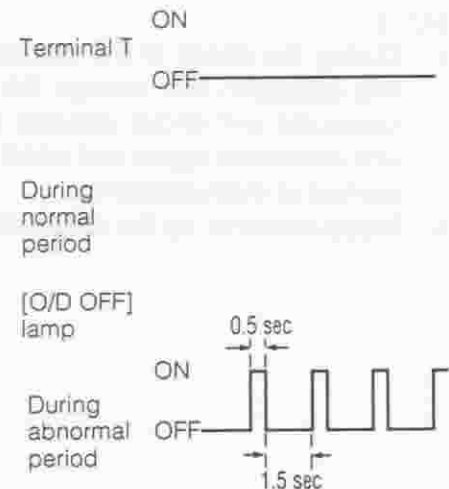 ON
Terminal T
OFF
During
normal
period
[O/D OFF]
lamp
0.5 sec
ON
During
abnormal
period
OFF
1.5 sec